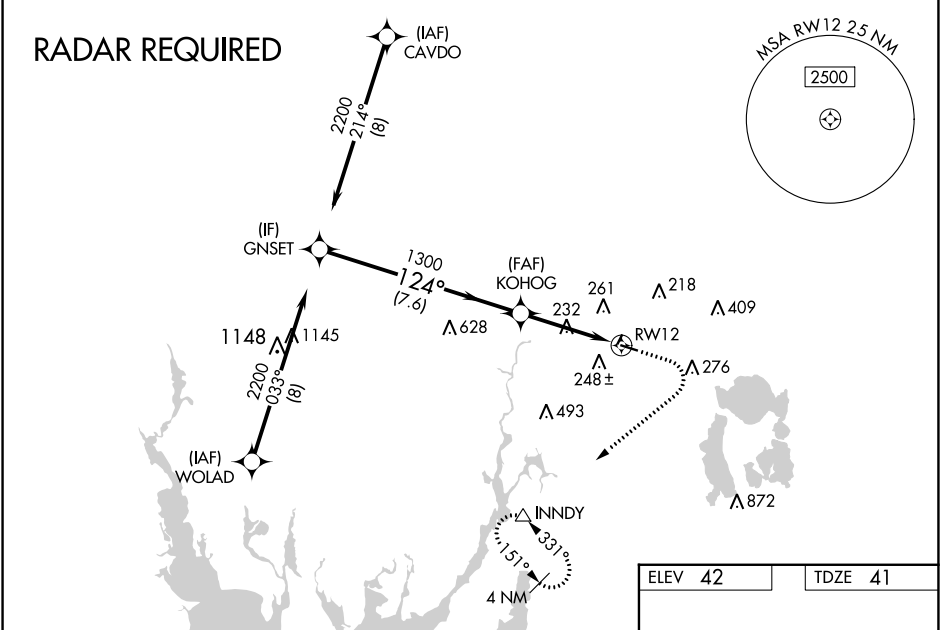 RADAR REQUIRED
(IAF)
CAVDO
MSA RW12 25 NM
2500
2200
214°
(8)
(IF)
GNSET
1300
124°
(7.6)
(FAF)
KOHOG
261
218
409
232
628
RW12
1148
1145
248±
276
2200
033°
(8)
493
(IAF)
WOLAD
872
INNDY
331°
151°
4 NM
ELEV 42
TDZE 41